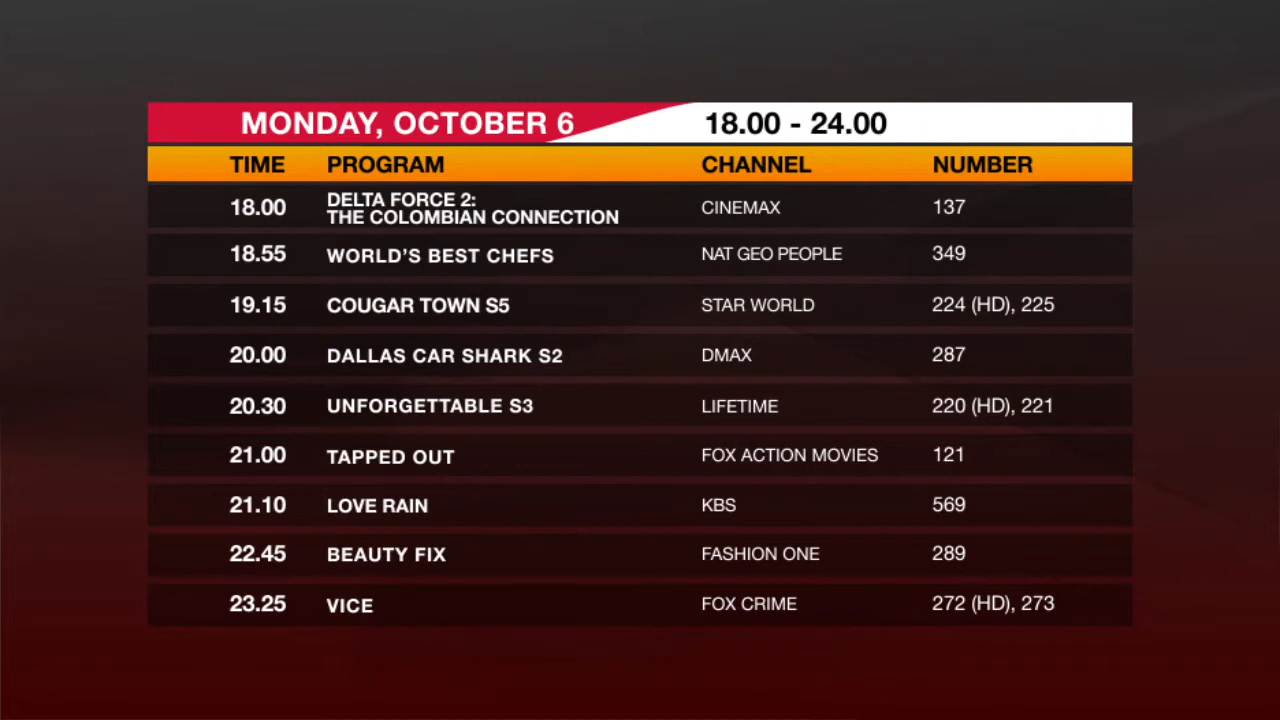 MONDAY, OCTOBER 6 18.00 - 24.00
TIME PROGRAM CHANNEL NUMBER
18.00 DELTA FORCE 2: THE COLOMBIAN CONNECTION CINEMAX 137
18.55 WORLD'S BEST CHEFS NAT GEO PEOPLE 349
19.15 COUGAR TOWN S5 STAR WORLD 224 (HD), 225
20.00 DALLAS CAR SHARK S2 DMAX 287
20.30 UNFORGETTABLE S3 LIFETIME 220 (HD), 221
21.00 TAPPED OUT FOX ACTION MOVIES 121
21.10 LOVE RAIN KBS 569
22.45 BEAUTY FIX FASHION ONE 289
23.25 VICE FOX CRIME 272 (HD), 273